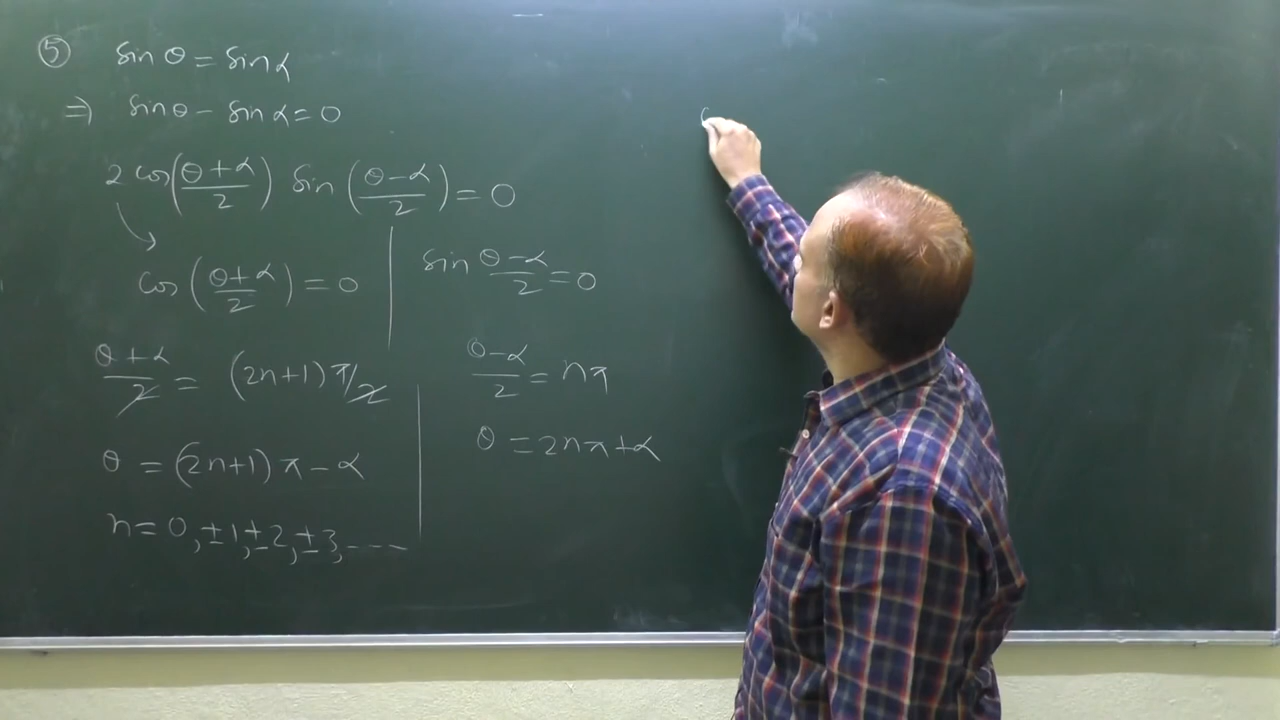 ⑤ sin θ = sin α
⇒ sin θ − sin α = 0
2 cos((θ+α)/2) sin((θ−α)/2) = 0
cos((θ+α)/2) = 0
(θ+α)/2 = (2n+1) π/2
θ = (2n+1) π − α
n = 0, ±1, ±2, ±3, ----
sin (θ−α)/2 = 0
(θ−α)/2 = nπ
θ = 2nπ + α